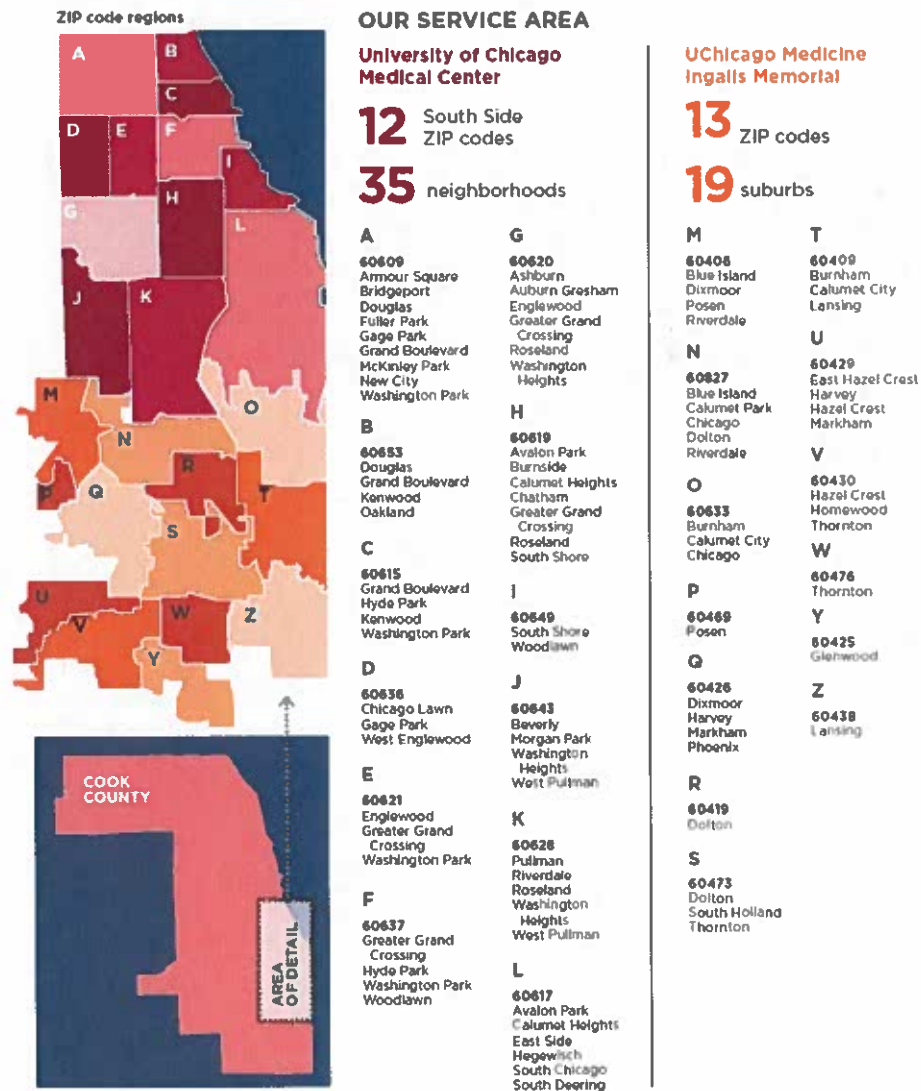 ZIP code regions
A
B
C
D
E
F
I
G
H
L
J
K
M
O
N
R
P
Q
T
S
U
W
Z
V
Y
COOK
COUNTY
AREA
OF DETAIL
OUR SERVICE AREA
University of Chicago
Medical Center
12 South Side
ZIP codes
35 neighborhoods
A
60609
Armour Square
Bridgeport
Douglas
Fuller Park
Gage Park
Grand Boulevard
McKinley Park
New City
Washington Park
B
60653
Douglas
Grand Boulevard
Kenwood
Oakland
C
60615
Grand Boulevard
Hyde Park
Kenwood
Washington Park
D
60636
Chicago Lawn
Gage Park
West Englewood
E
60621
Englewood
Greater Grand
Crossing
Washington Park
F
60637
Greater Grand
Crossing
Hyde Park
Washington Park
Woodlawn
G
60620
Ashburn
Auburn Gresham
Englewood
Greater Grand
Crossing
Roseland
Washington
Heights
H
60619
Avalon Park
Burnside
Calumet Heights
Chatham
Greater Grand
Crossing
Roseland
South Shore
I
60649
South Shore
Woodlawn
J
60643
Beverly
Morgan Park
Washington
Heights
West Pullman
K
60628
Pullman
Riverdale
Roseland
Washington
Heights
West Pullman
L
60617
Avalon Park
Calumet Heights
East Side
Hegewisch
South Chicago
South Deering
UChicago Medicine
Ingalls Memorial
13 ZIP codes
19 suburbs
M
60406
Blue Island
Dixmoor
Posen
Riverdale
N
60827
Blue Island
Calumet Park
Chicago
Dolton
Riverdale
O
60633
Burnham
Calumet City
Chicago
P
60469
Posen
Q
60426
Dixmoor
Harvey
Markham
Phoenix
R
60419
Dolton
S
60473
Dolton
South Holland
Thornton
T
60409
Burnham
Calumet City
Lansing
U
60429
East Hazel Crest
Harvey
Hazel Crest
Markham
V
60430
Hazel Crest
Homewood
Thornton
W
60476
Thornton
Y
60425
Glenwood
Z
60438
Lansing